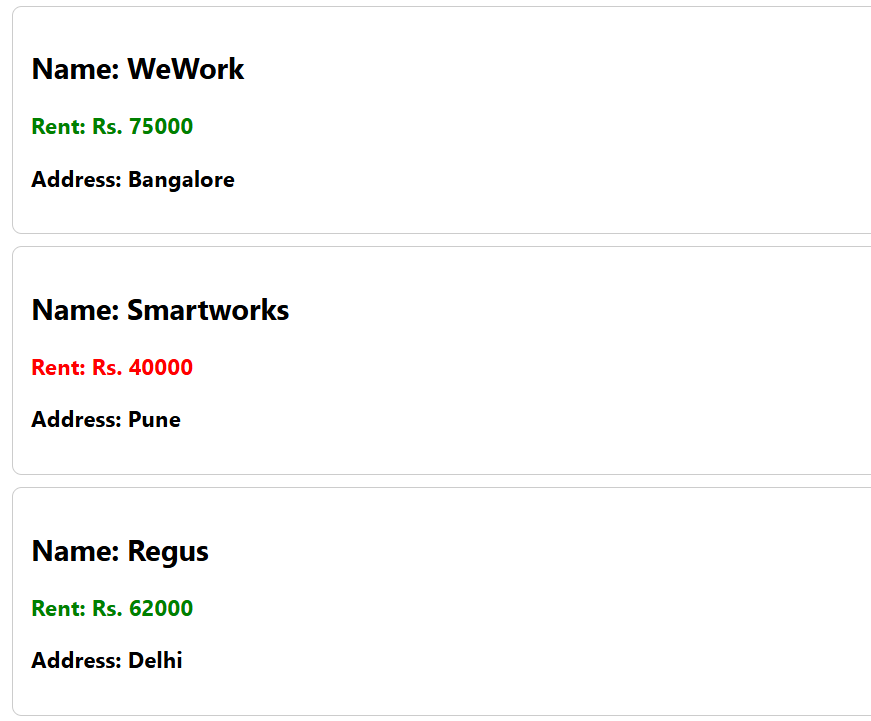 Name: WeWork
Rent: Rs. 75000
Address: Bangalore
Name: Smartworks
Rent: Rs. 40000
Address: Pune
Name: Regus
Rent: Rs. 62000
Address: Delhi